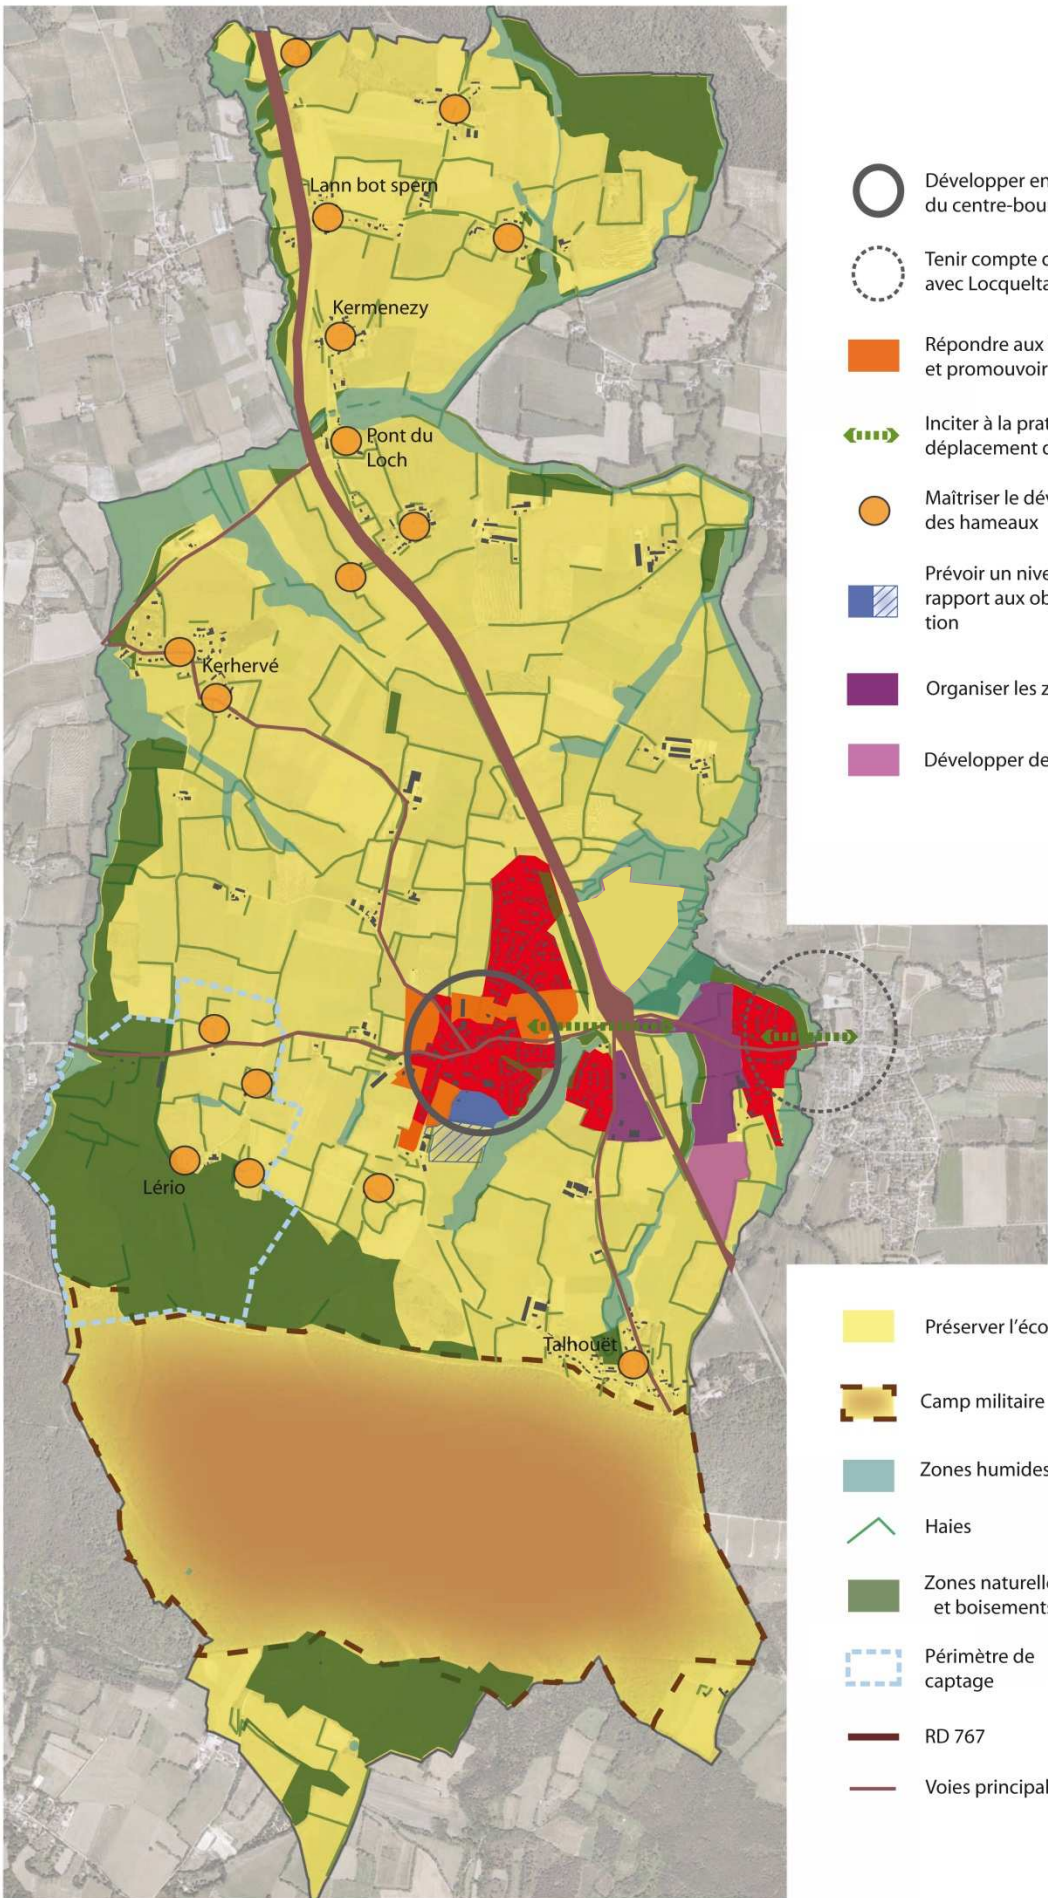 Lann bot spern
Kermenezy
Pont du
Loch
Kerhervé
Lério
Talhouët
Développer en
du centre-bou
Tenir compte
avec Locquelta
Répondre aux
et promouvoir
Inciter à la prat
déplacement
Maîtriser le dév
des hameaux
Prévoir un nive
rapport aux ob
tion
Organiser les z
Développer de
Préserver l'éco
Camp militaire
Zones humides
Haies
Zones naturelle
et boisements
Périmètre de
captage
RD 767
Voies principal